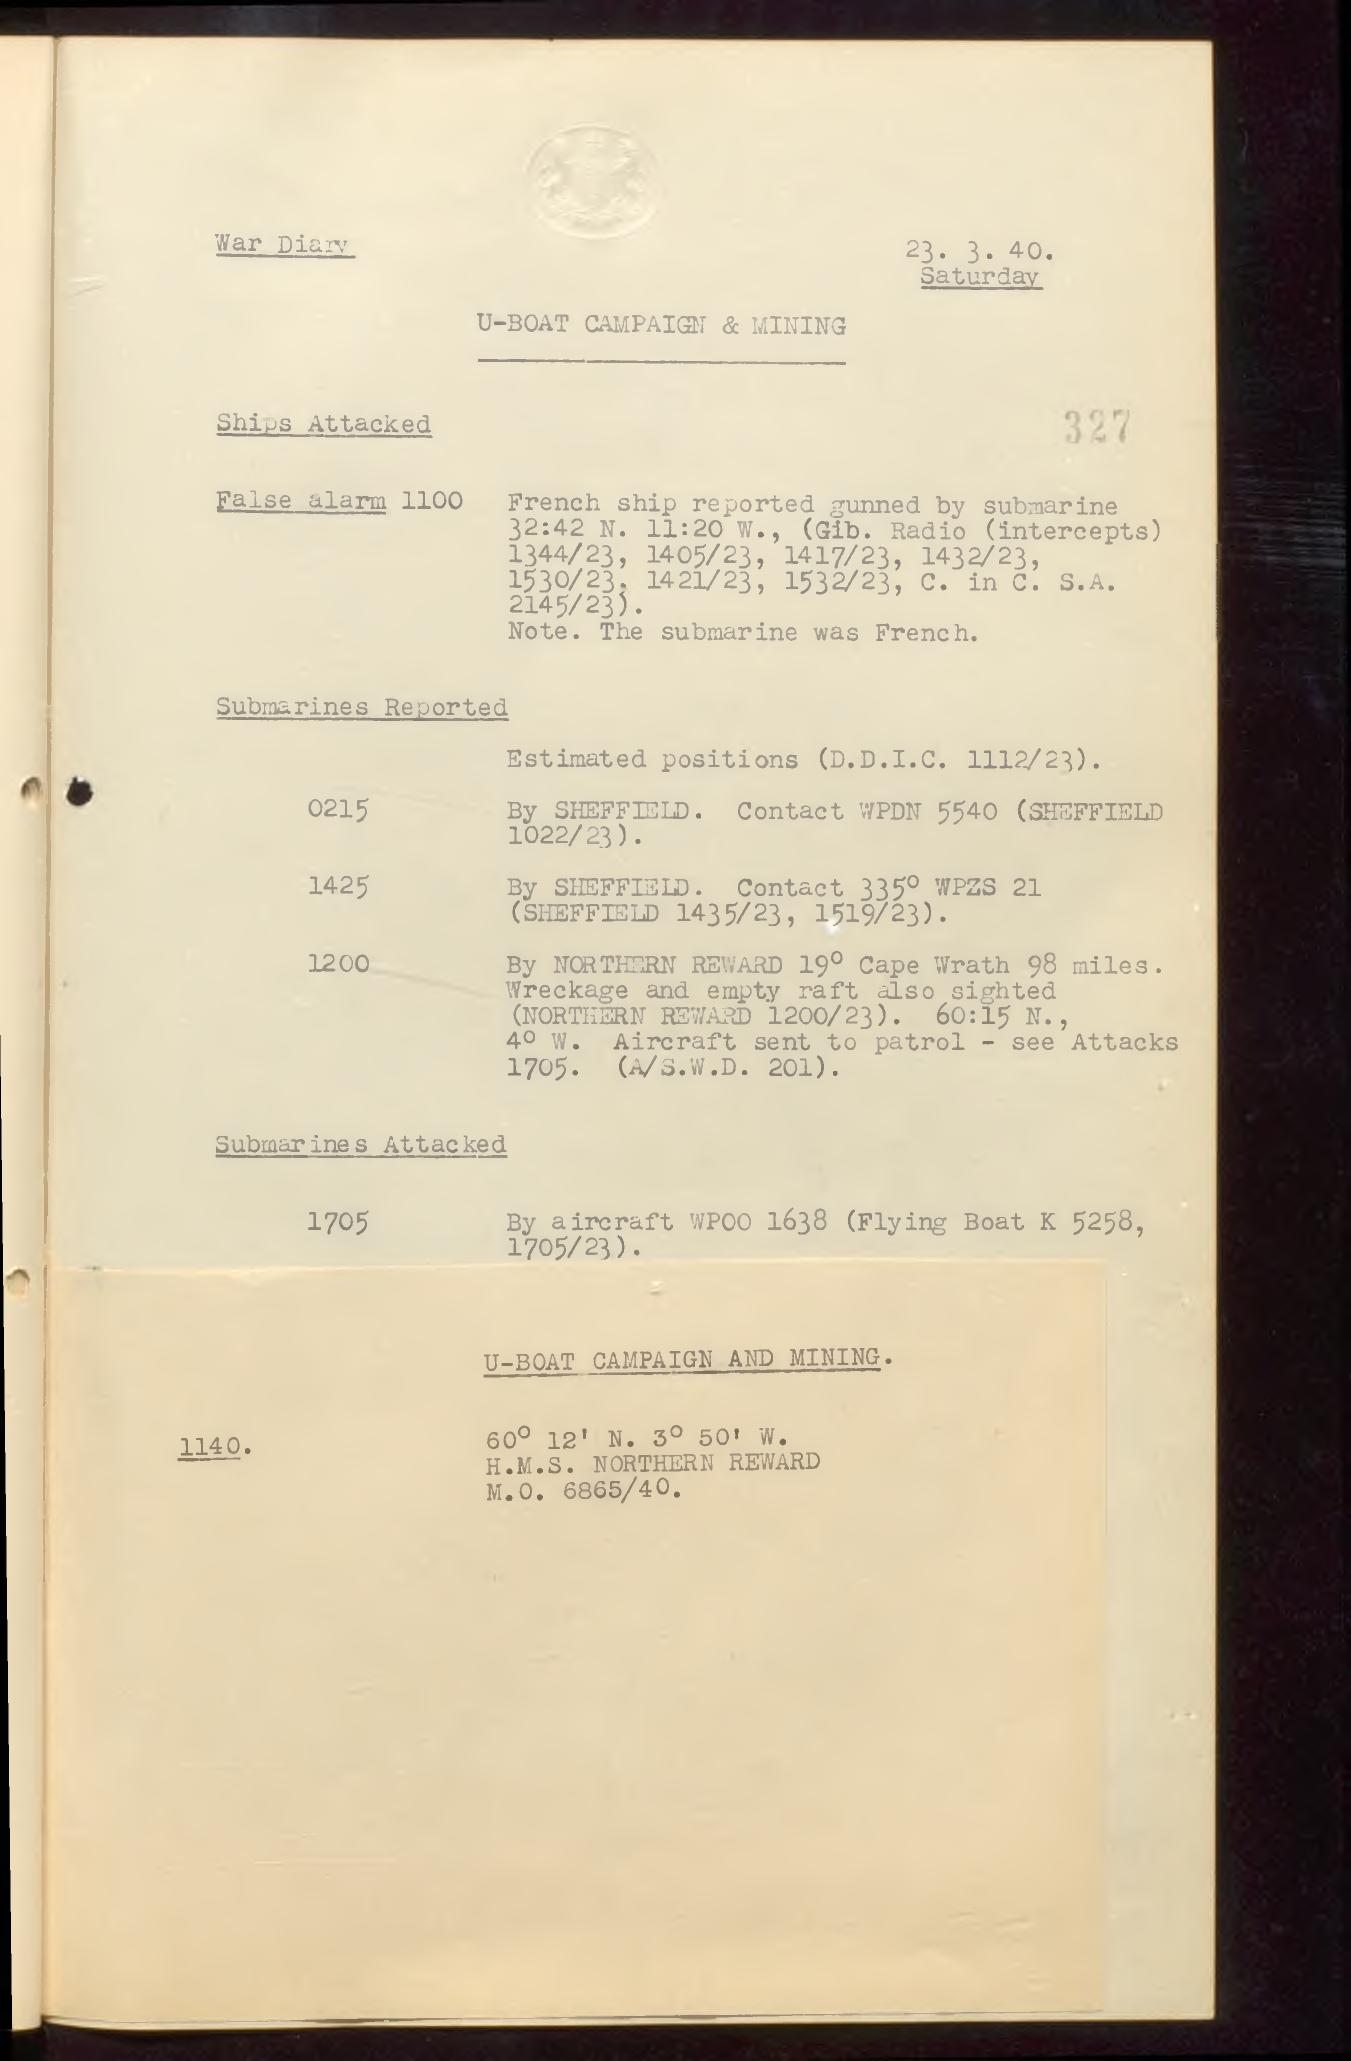 War Diary
23. 3. 40.
Saturday
U-BOAT CAMPAIGN & MINING
Ships Attacked
327
False alarm 1100 French ship reported gunned by submarine
32:42 N. 11:20 W., (Gib. Radio (intercepts)
1344/23, 1405/23, 1417/23, 1432/23,
1530/23, 1421/23, 1532/23, C. in C. S.A.
2145/23).
Note. The submarine was French.
Submarines Reported
Estimated positions (D.D.I.C. 1112/23).
0215 By SHEFFIELD. Contact WPDN 5540 (SHEFFIELD
1022/23).
1425 By SHEFFIELD. Contact 335° WPZS 21
(SHEFFIELD 1435/23, 1519/23).
1200 By NORTHERN REWARD 19° Cape Wrath 98 miles.
Wreckage and empty raft also sighted
(NORTHERN REWARD 1200/23). 60:15 N.,
4° W. Aircraft sent to patrol - see Attacks
1705. (A/S.W.D. 201).
Submarines Attacked
1705 By aircraft WPOO 1638 (Flying Boat K 5258,
1705/23).
U-BOAT CAMPAIGN AND MINING.
1140. 60° 12' N. 3° 50' W.
H.M.S. NORTHERN REWARD
M.O. 6865/40.